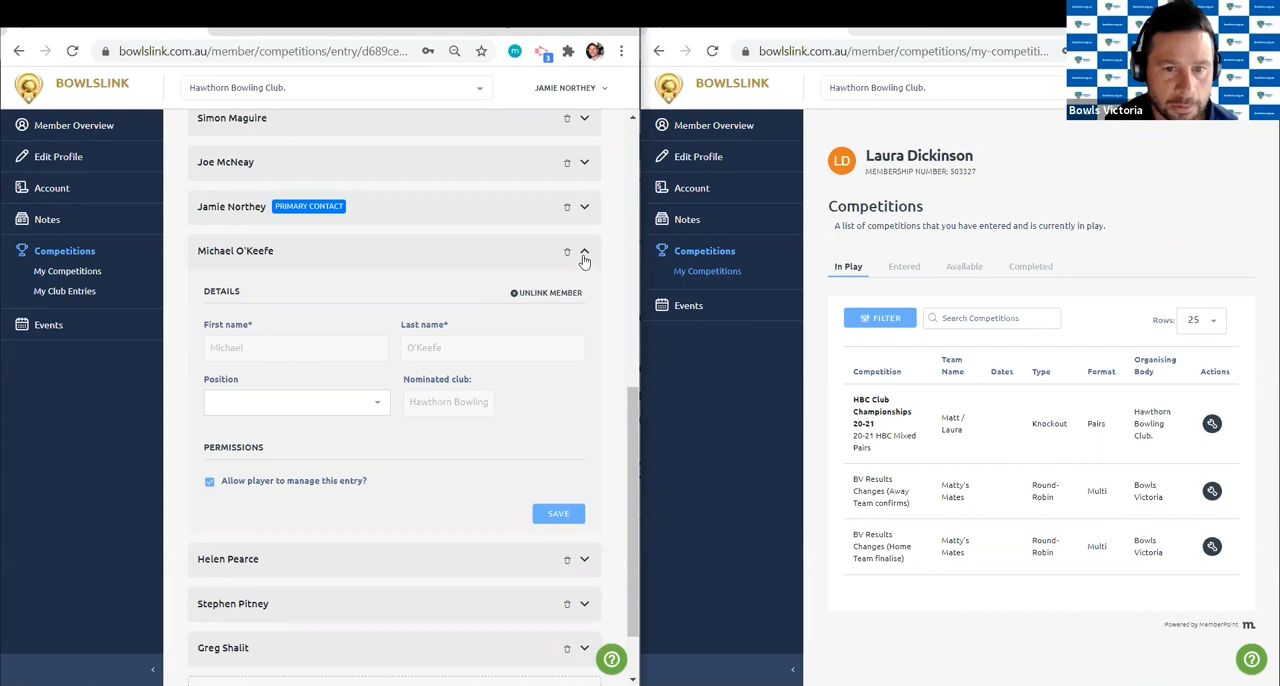 bowlslink.com.au/member/competitions/entry/d689ce...
3
BOWLSLINK
Hawthorn Bowling Club.
JAMIE NORTHEY
Member Overview
Edit Profile
Account
Notes
Competitions
My Competitions
My Club Entries
Events
Simon Maguire
Joe McNeay
Jamie Northey PRIMARY CONTACT
Michael O'Keefe
DETAILS
UNLINK MEMBER
First name*
Last name*
Michael
O'Keefe
Position
Nominated club:
Hawthorn Bowling
PERMISSIONS
Allow player to manage this entry?
SAVE
Helen Pearce
Stephen Pitney
Greg Shalit
bowlslink.com.au/member/competitions/my-competiti...
BOWLSLINK
Hawthorn Bowling Club.
Bowls Victoria
Member Overview
Edit Profile
Account
Notes
Competitions
My Competitions
Events
LD
Laura Dickinson
MEMBERSHIP NUMBER: 503327
Competitions
A list of competitions that you have entered and is currently in play.
In Play Entered Available Completed
FILTER
Search Competitions
Rows: 25
Competition
Team Name
Dates
Type
Format
Organising Body
Actions
HBC Club
Championships
20-21
20-21 HBC Mixed
Pairs
Matt /
Laura
Knockout
Pairs
Hawthorn
Bowling
Club.
BV Results
Changes (Away
Team confirms)
Matty's
Mates
Round-
Robin
Multi
Bowls
Victoria
BV Results
Changes (Home
Team finalise)
Matty's
Mates
Round-
Robin
Multi
Bowls
Victoria
Powered by MemberPoint m.